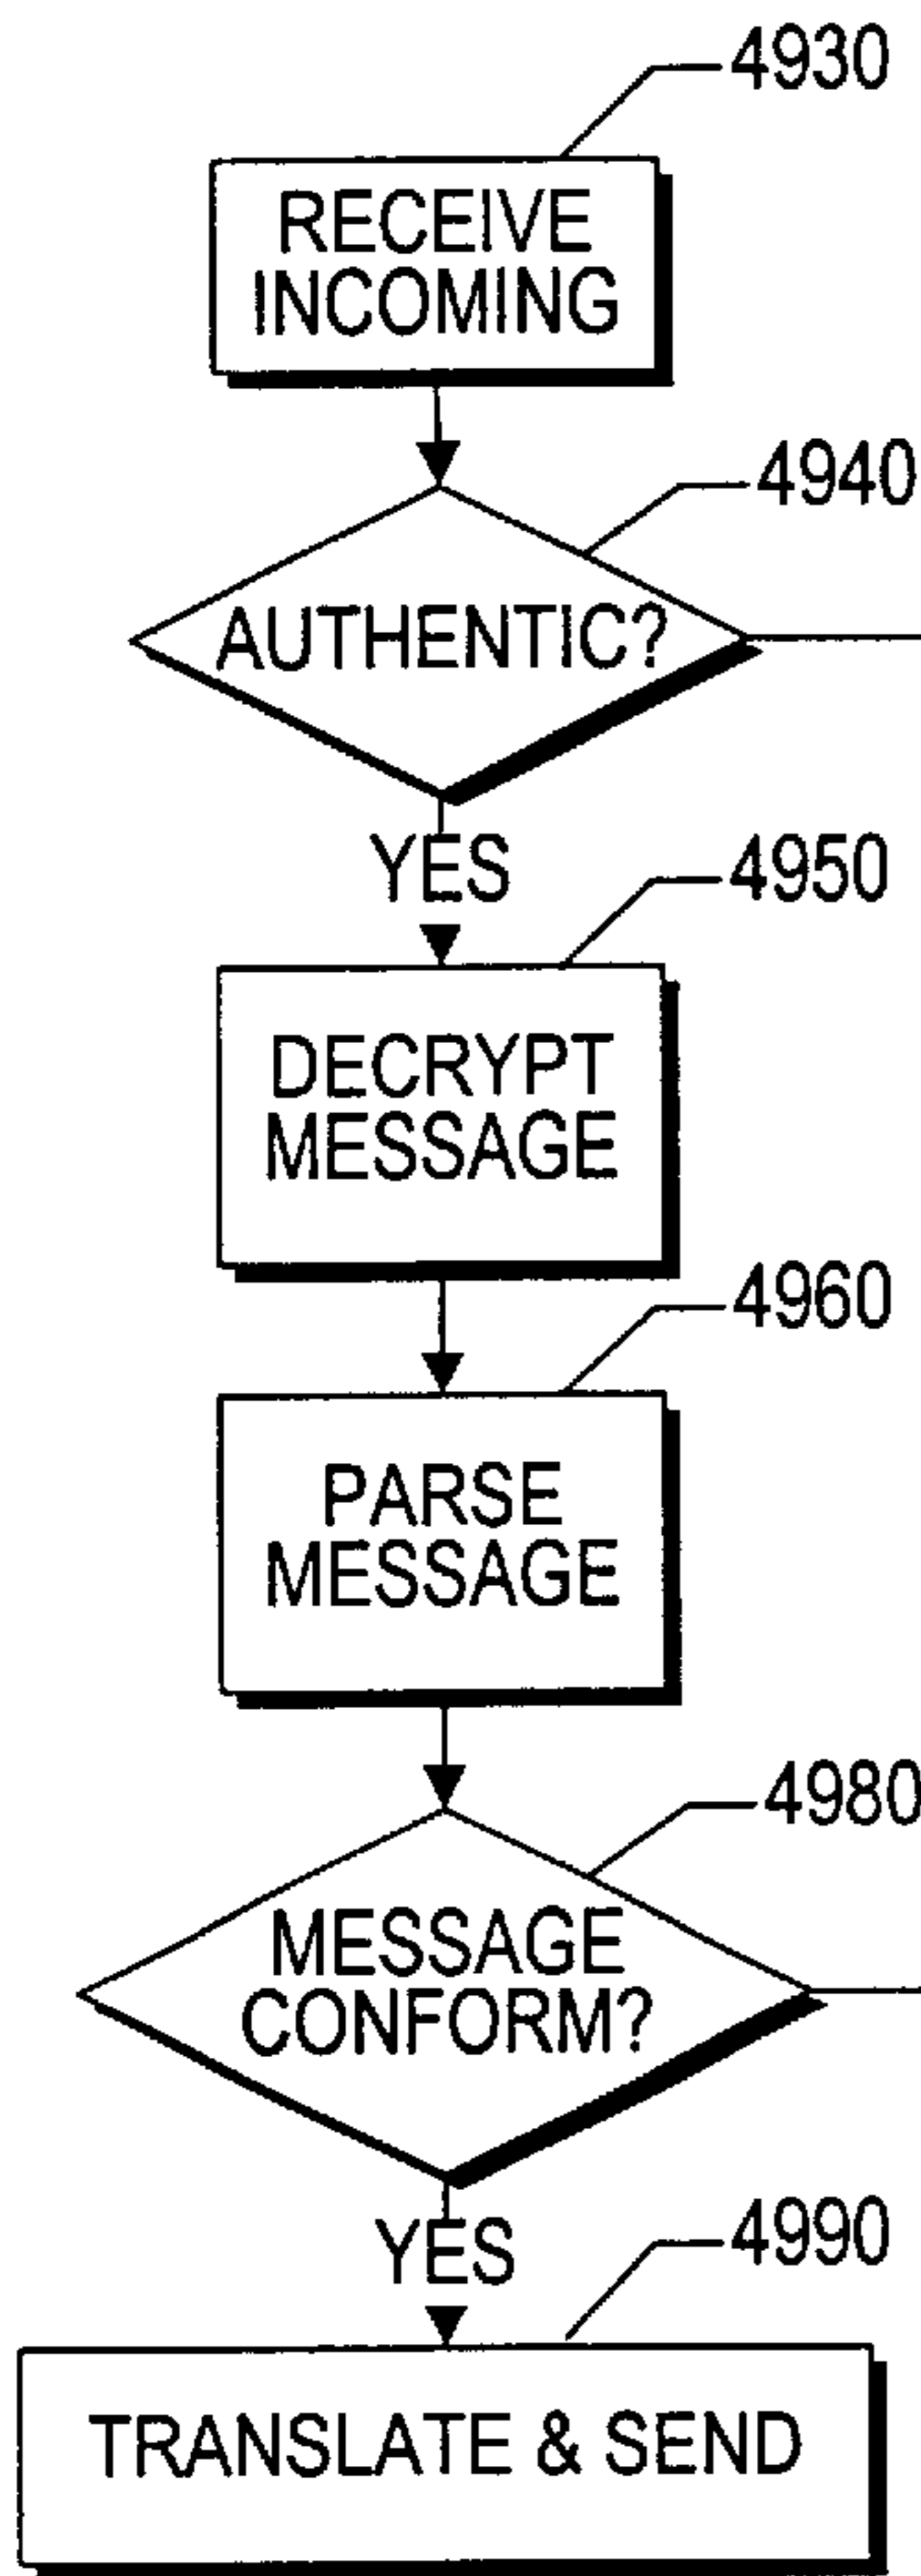 4930
RECEIVE
INCOMING
4940
AUTHENTIC?
YES
4950
DECRYPT
MESSAGE
4960
PARSE
MESSAGE
4980
MESSAGE
CONFORM?
YES
4990
TRANSLATE & SEND